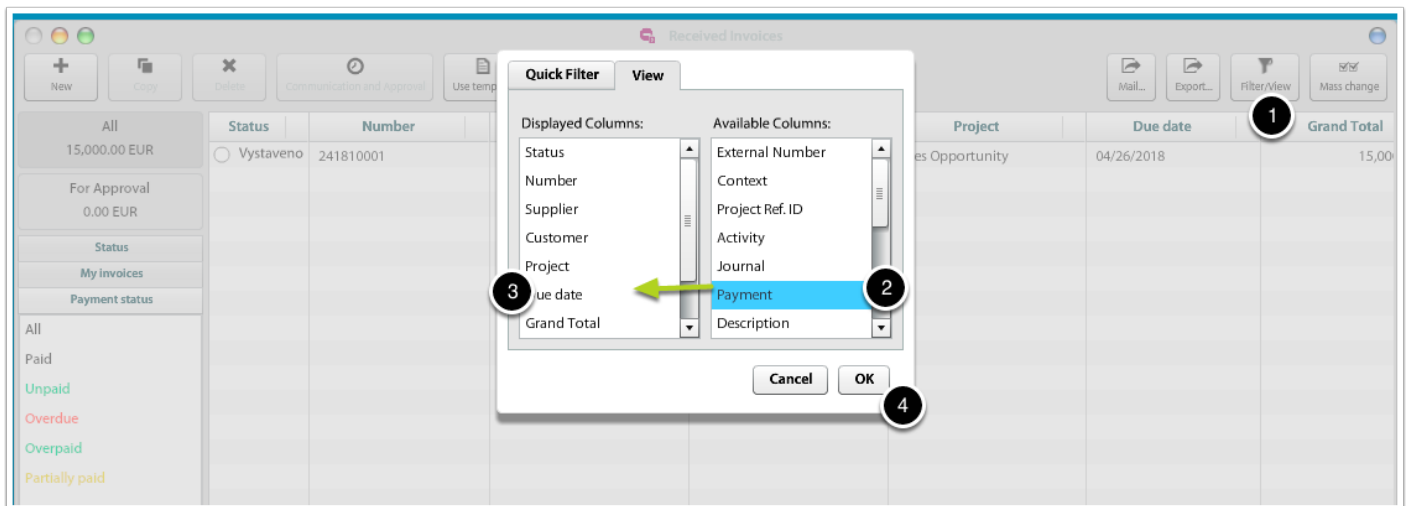 Received Invoices
New
Copy
Delete
Communication and Approval
Use temp
Mail...
Export...
Filter/View
Mass change
1
All
15,000.00 EUR
For Approval
0.00 EUR
Status
My invoices
Payment status
All
Paid
Unpaid
Overdue
Overpaid
Partially paid
Status Number Project Due date Grand Total
Vystaveno 241810001 es Opportunity 04/26/2018 15,00
Quick Filter View
Displayed Columns:
Status
Number
Supplier
Customer
Project
ue date
Grand Total
3
Available Columns:
External Number
Context
Project Ref. ID
Activity
Journal
Payment
Description
2
Cancel OK
4